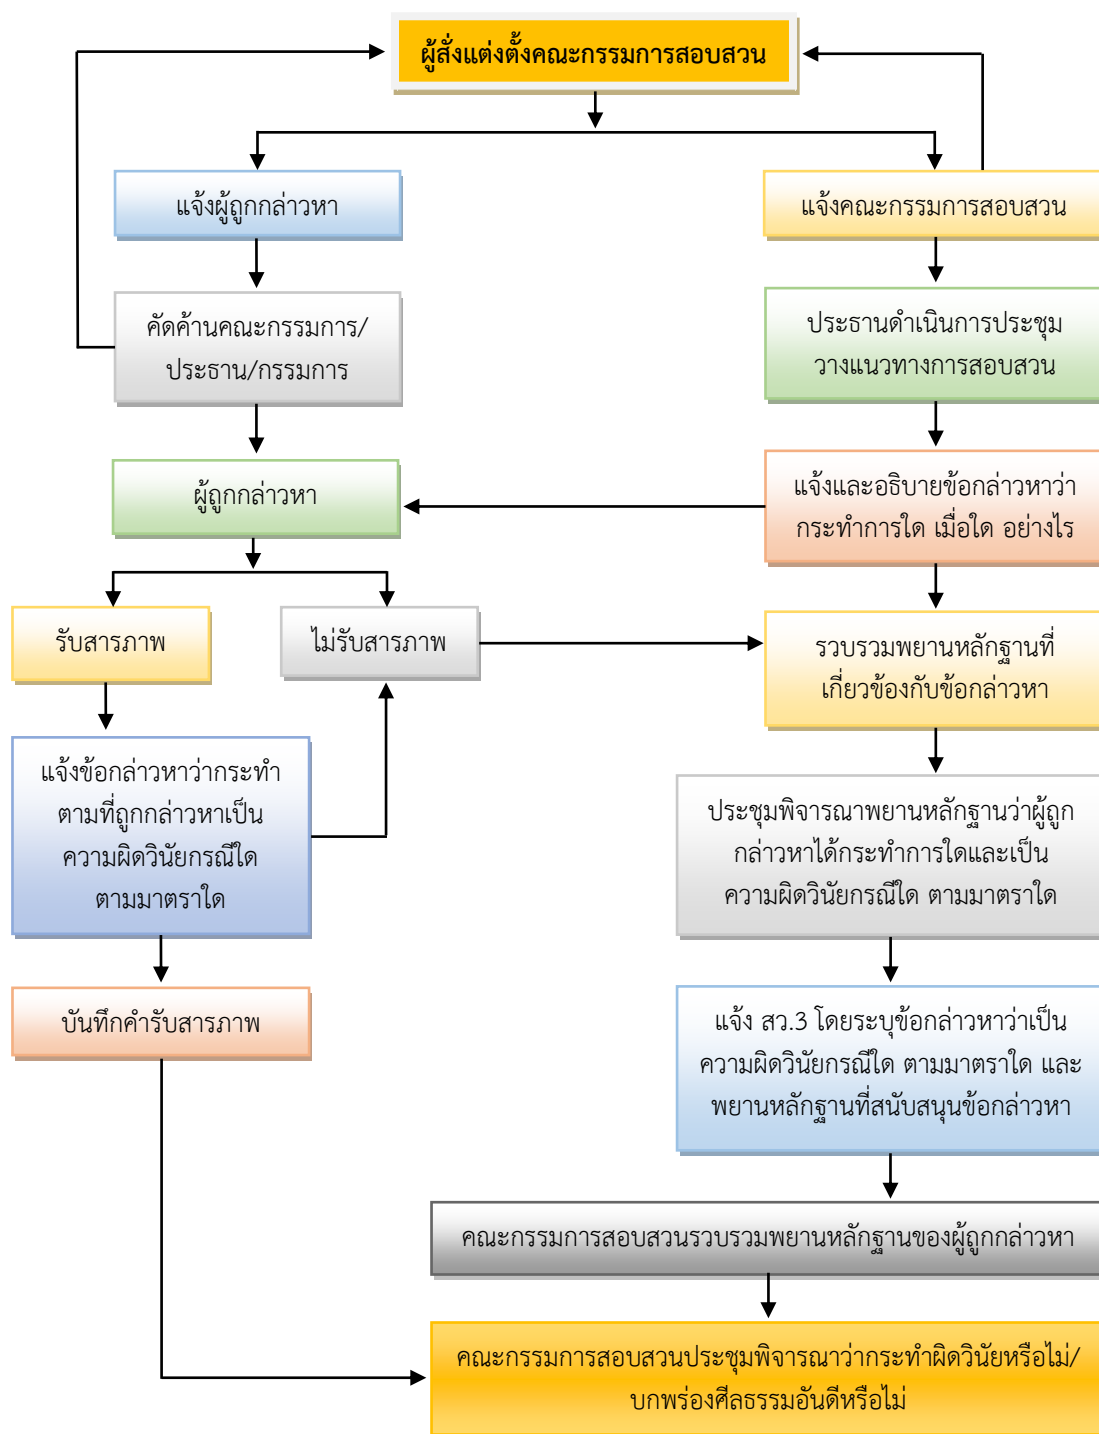 ผู้สั่งแต่งตั้งคณะกรรมการสอบสวน
แจ้งผู้ถูกกล่าวหา
แจ้งคณะกรรมการสอบสวน
คัดค้านคณะกรรมการ/
ประธาน/กรรมการ
ประธานดำเนินการประชุม
วางแนวทางการสอบสวน
ผู้ถูกกล่าวหา
แจ้งและอธิบายข้อกล่าวหาว่า
กระทำการใด เมื่อใด อย่างไร
รับสารภาพ
ไม่รับสารภาพ
รวบรวมพยานหลักฐานที่
เกี่ยวข้องกับข้อกล่าวหา
แจ้งข้อกล่าวหาว่ากระทำ
ตามที่ถูกกล่าวหาเป็น
ความผิดวินัยกรณีใด
ตามมาตราใด
ประชุมพิจารณาพยานหลักฐานว่าผู้ถูก
กล่าวหาได้กระทำการใดและเป็น
ความผิดวินัยกรณีใด ตามมาตราใด
บันทึกคำรับสารภาพ
แจ้ง สว.3 โดยระบุข้อกล่าวหาว่าเป็น
ความผิดวินัยกรณีใด ตามมาตราใด และ
พยานหลักฐานที่สนับสนุนข้อกล่าวหา
คณะกรรมการสอบสวนรวบรวมพยานหลักฐานของผู้ถูกกล่าวหา
คณะกรรมการสอบสวนประชุมพิจารณาว่ากระทำผิดวินัยหรือไม่/
บกพร่องศีลธรรมอันดีหรือไม่